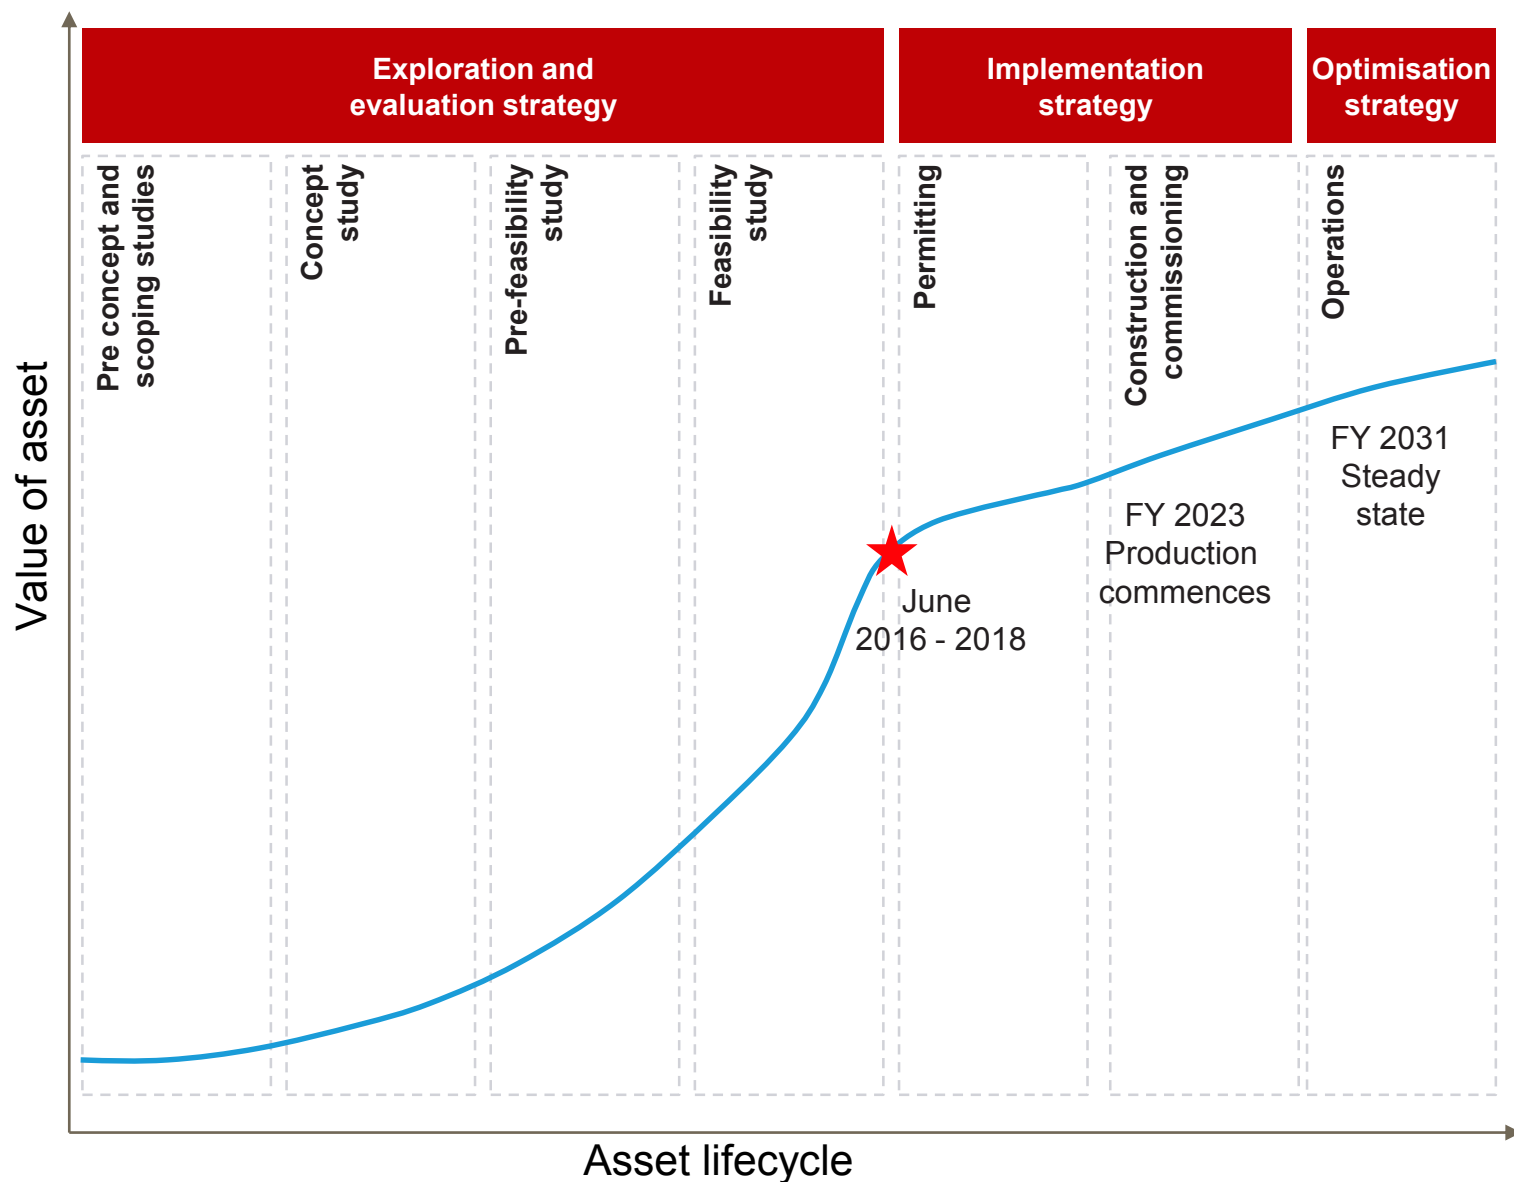 Exploration and
evaluation strategy
Implementation
strategy
Optimisation
strategy
Pre concept and
scoping studies
Concept
study
Pre-feasibility
study
Feasibility
study
Permitting
Construction and
commissioning
Operations
Value of asset
FY 2031
Steady
state
FY 2023
Production
commences
June
2016 - 2018
Asset lifecycle